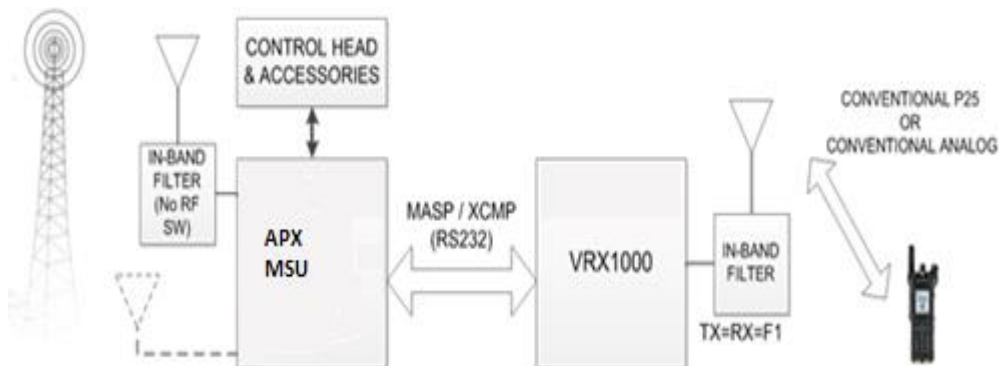 CONTROL HEAD
& ACCESSORIES
IN-BAND
FILTER
(No RF
SW)
APX
MSU
MASP / XCMP
(RS232)
VRX1000
IN-BAND
FILTER
TX=RX=F1
CONVENTIONAL P25
OR
CONVENTIONAL ANALOG